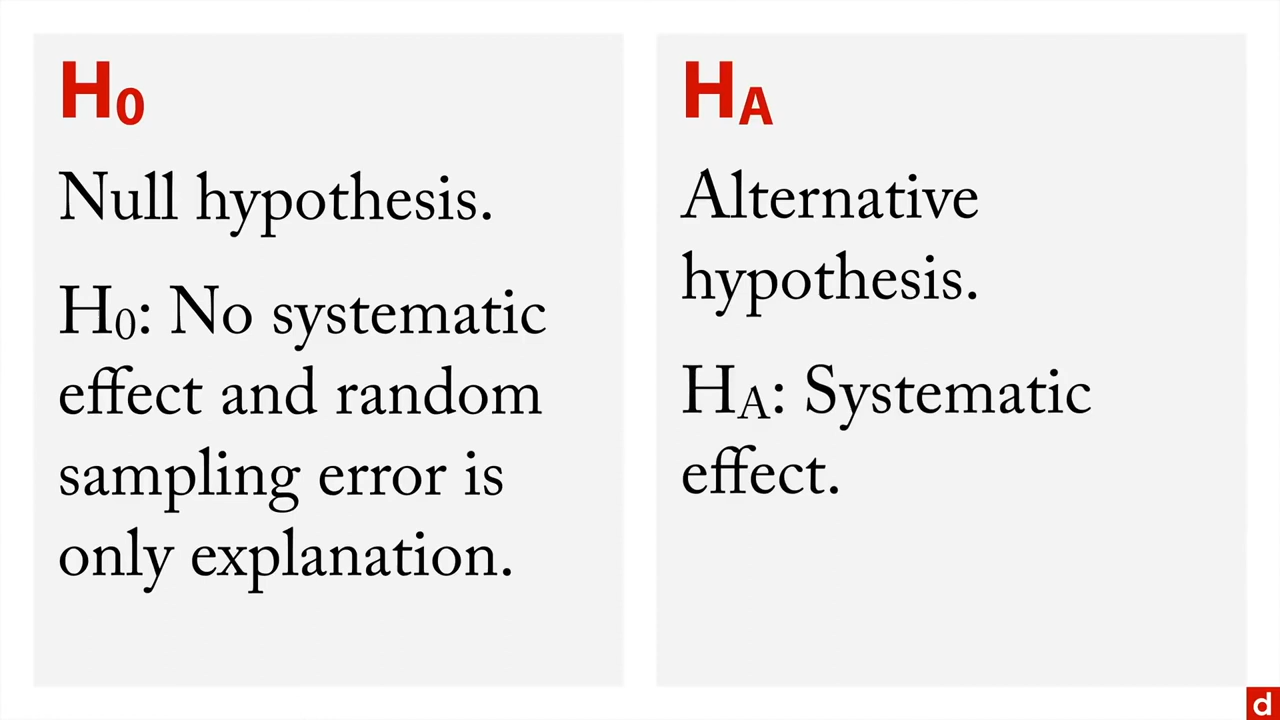 H0
Null hypothesis.
H0: No systematic
effect and random
sampling error is
only explanation.
HA
Alternative
hypothesis.
HA: Systematic
effect.
d